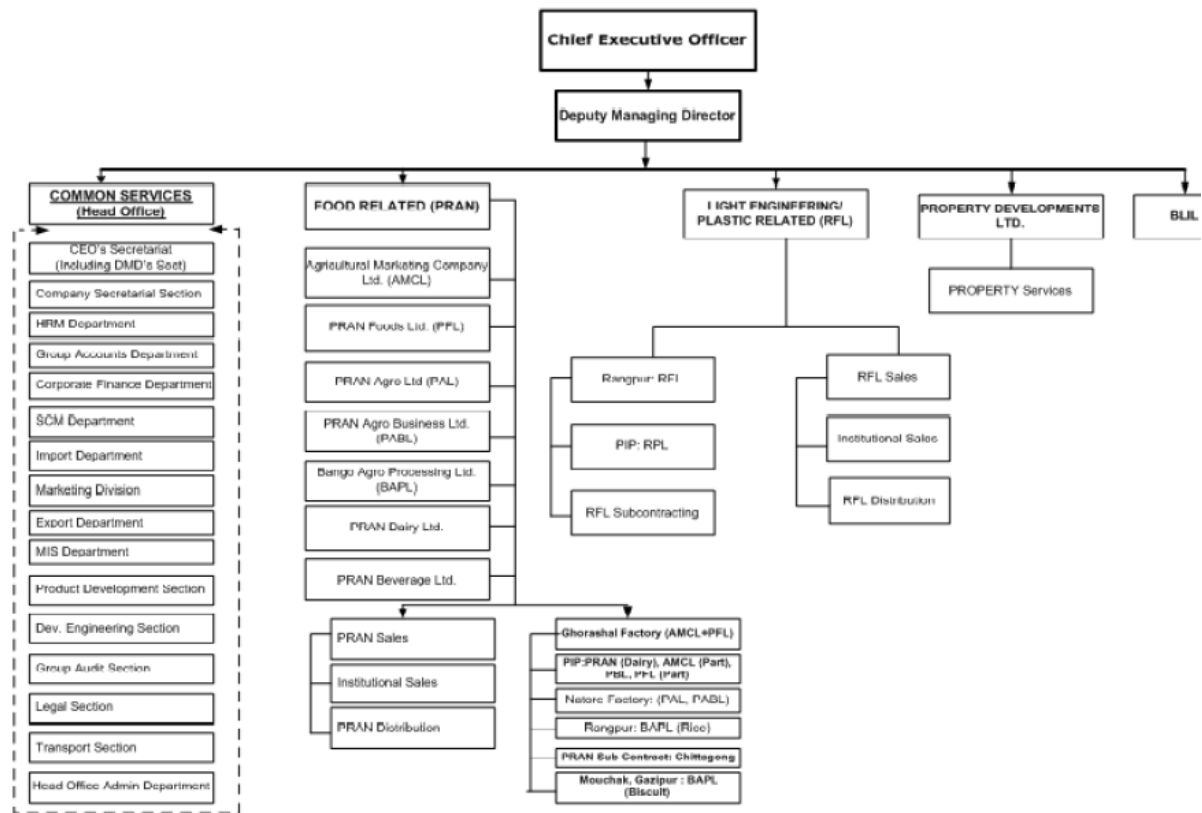 Chief Executive Officer
Deputy Managing Director
COMMON SERVICES
(Head Office)
CEO's Secretariat
(Including DMD's Sect)
Company Secretarial Section
HRM Department
Group Accounts Department
Corporate Finance Department
SCM Department
Import Department
Marketing Division
Export Department
MIS Department
Product Development Section
Dev. Engineering Section
Group Audit Section
Legal Section
Transport Section
Head Office Admin Department
FOOD RELATED (PRAN)
Agricultural Marketing Company
Ltd. (AMCL)
PRAN Foods Ltd. (PFL)
PRAN Agro Ltd (PAL)
PRAN Agro Business Ltd.
(PABL)
Bango Agro Processing Ltd.
(BAPL)
PRAN Dairy Ltd.
PRAN Beverage Ltd.
PRAN Sales
Institutional Sales
PRAN Distribution
Ghorashal Factory (AMCL+PFL)
PIP:PRAN (Dairy), AMCL (Part),
PBL, PFL (Part)
Natore Factory: (PAL, PABL)
Rangpur: BAPL (Rice)
PRAN Sub Contract: Chittagong
Mouchak, Gazipur : BAPL
(Biscuit)
LIGHT ENGINEERING/
PLASTIC RELATED (RFL)
Rangpur: RFL
PIP: RPL
RFL Subcontracting
RFL Sales
Institutional Sales
RFL Distribution
PROPERTY DEVELOPMENTS
LTD.
PROPERTY Services
BLIL